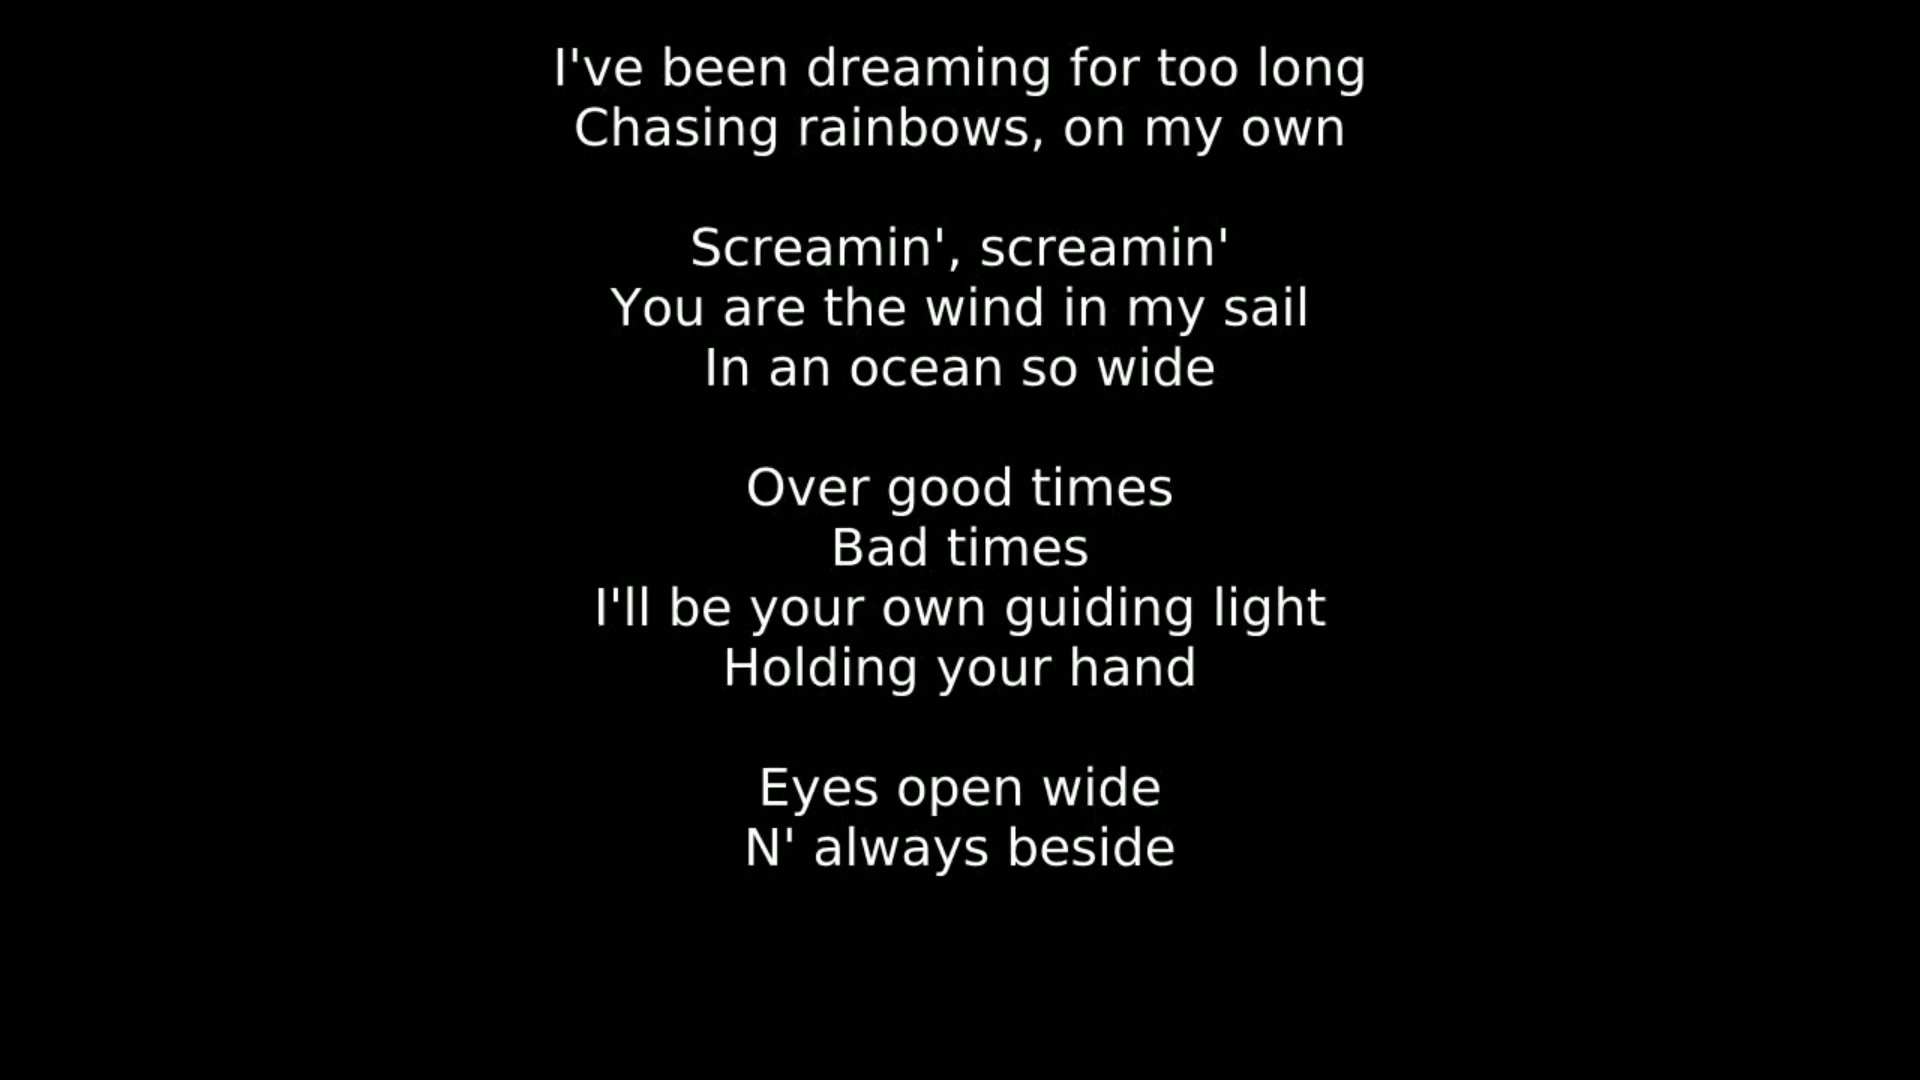 I've been dreaming for too long
Chasing rainbows, on my own
Screamin', screamin'
You are the wind in my sail
In an ocean so wide
Over good times
Bad times
I'll be your own guiding light
Holding your hand
Eyes open wide
N' always beside